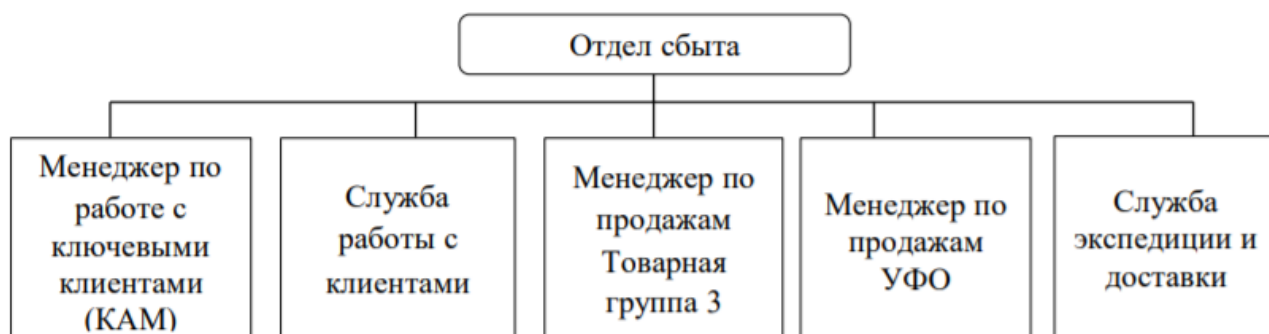 Отдел сбыта
Менеджер по
работе с
ключевыми
клиентами
(КАМ)
Служба
работы с
клиентами
Менеджер по
продажам
Товарная
группа 3
Менеджер по
продажам
УФО
Служба
экспедиции и
доставки